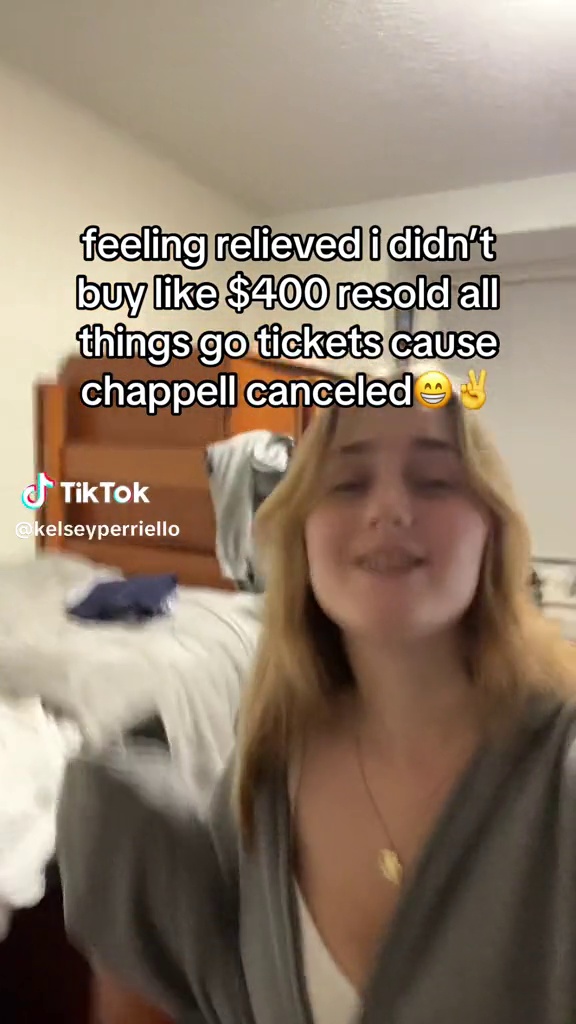 feeling relieved i didn’t
buy like $400 resold all
things go tickets cause
chappell canceled😁✌️
TikTok
@kelseyperriello